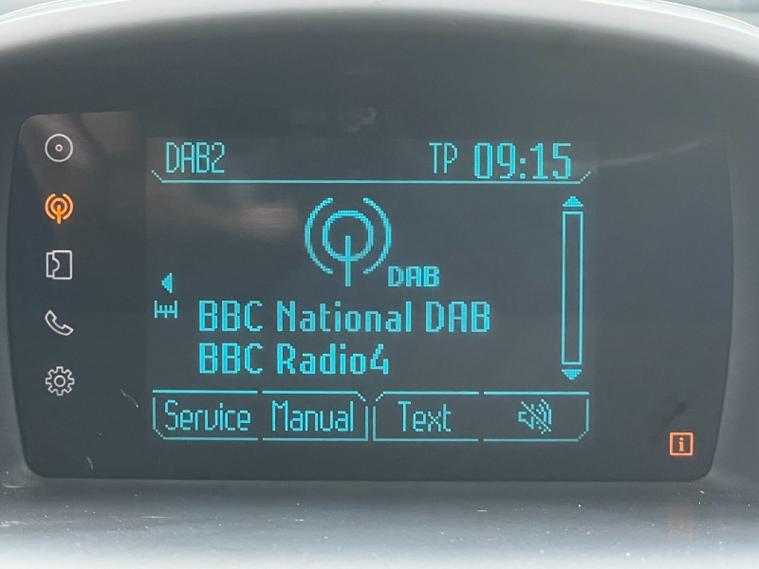 DAB2 TP 09:15
DAB
BBC National DAB
BBC Radio4
Service Manual Text
i